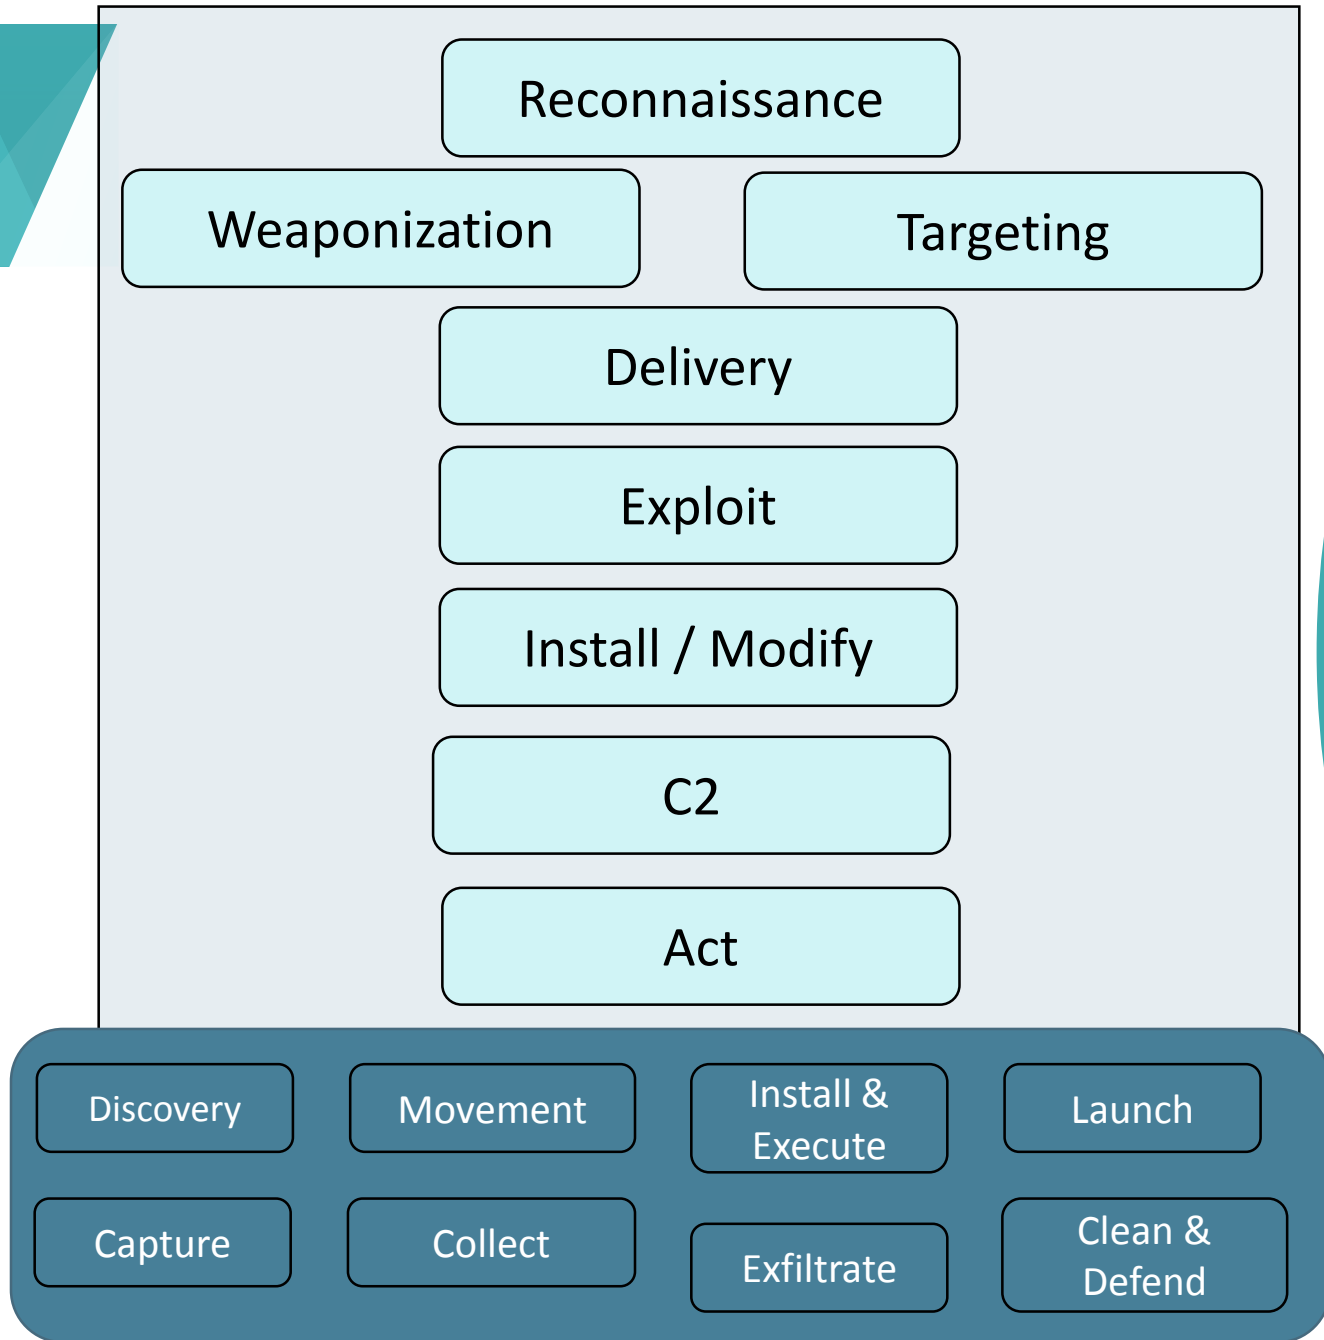 Reconnaissance
Weaponization
Targeting
Delivery
Exploit
Install / Modify
C2
Act
Discovery
Movement
Install &
Execute
Launch
Capture
Collect
Exfiltrate
Clean &
Defend